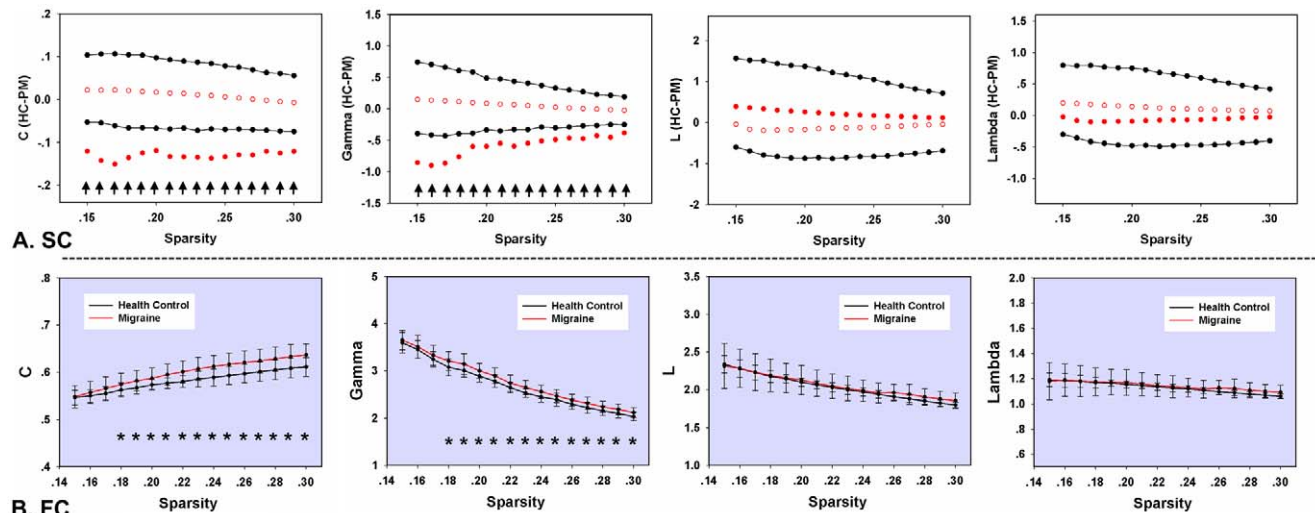 C (HC-PM)
.2
.1
0.0
-.1
-.2
.15
.20
.25
.30
Sparsity
Gamma (HC-PM)
1.5
1.0
.5
0.0
-.5
-1.0
-1.5
.15
.20
.25
.30
Sparsity
L (HC-PM)
2
1
0
-1
-2
.15
.20
.25
.30
Sparsity
Lambda (HC-PM)
1.5
1.0
.5
0.0
-.5
-1.0
.15
.20
.25
.30
Sparsity
A. SC
C
.8
.7
.6
.5
.4
Health Control
Migraine
* * * * * * * * * * * * *
.14 .16 .18 .20 .22 .24 .26 .28 .30
Sparsity
Gamma
5
4
3
2
1
Health Control
Migraine
* * * * * * * * * * * * *
.14 .16 .18 .20 .22 .24 .26 .28 .30
Sparsity
L
3.5
3.0
2.5
2.0
1.5
1.0
Health Control
Migraine
.14 .16 .18 .20 .22 .24 .26 .28 .30
Sparsity
Lambda
2.0
1.8
1.6
1.4
1.2
1.0
.8
.6
Health Control
Migraine
.14 .16 .18 .20 .22 .24 .26 .28 .30
Sparsity
B. FC